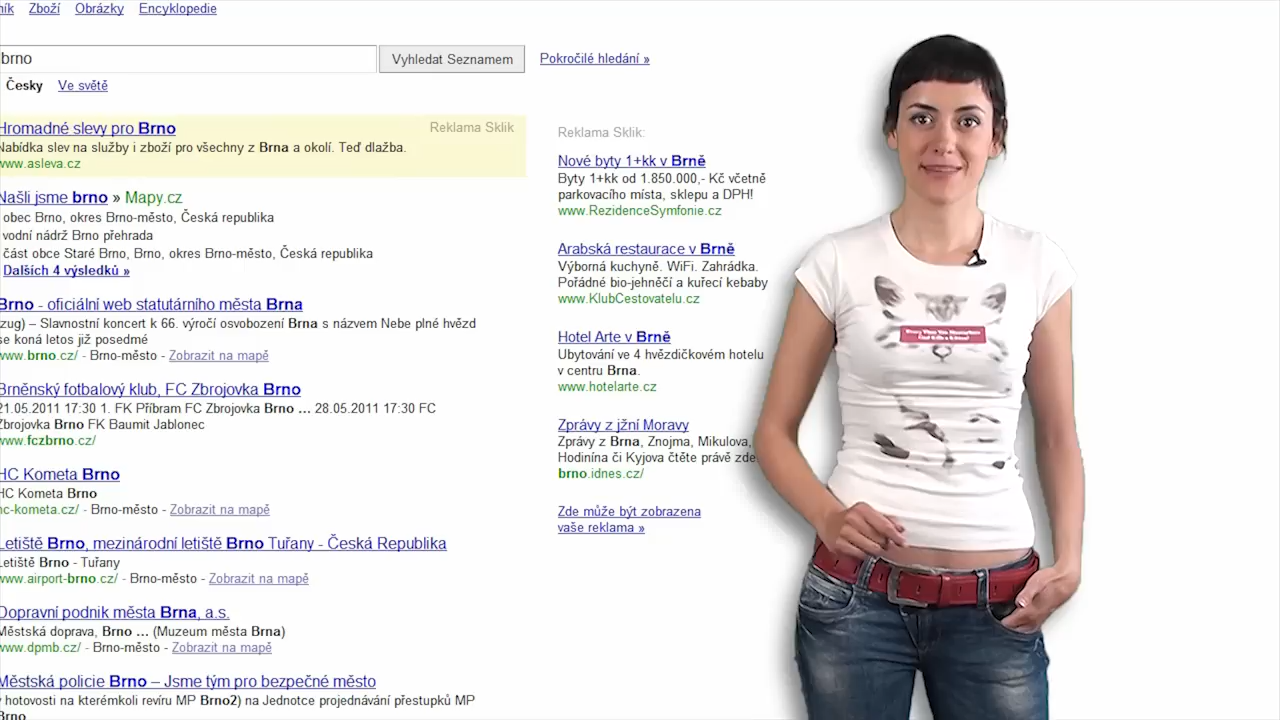 Zboží Obrázky Encyklopedie
brno
Vyhledat Seznamem
Pokročilé hledání »
Česky Ve světě
Hromadné slevy pro Brno
Reklama Sklik
Nabídka slev na služby i zboží pro všechny z Brna a okolí. Teď dlažba.
www.asleva.cz
Našli jsme brno » Mapy.cz
obec Brno, okres Brno-město, Česká republika
vodní nádrž Brno přehrada
část obce Staré Brno, Brno, okres Brno-město, Česká republika
Dalších 4 výsledků »
Brno - oficiální web statutárního města Brna
(zug) – Slavnostní koncert k 66. výročí osvobození Brna s názvem Nebe plné hvězd
se koná letos již posedmé
www.brno.cz/ - Brno-město - Zobrazit na mapě
Brněnský fotbalový klub, FC Zbrojovka Brno
21.05.2011 17:30 1. FK Příbram FC Zbrojovka Brno ... 28.05.2011 17:30 FC
Zbrojovka Brno FK Baumit Jablonec
www.fczbrno.cz/
HC Kometa Brno
HC Kometa Brno
hc-kometa.cz/ - Brno-město - Zobrazit na mapě
Letiště Brno, mezinárodní letiště Brno Tuřany - Česká Republika
Letiště Brno - Tuřany
www.airport-brno.cz/ - Brno-město - Zobrazit na mapě
Dopravní podnik města Brna, a.s.
Městská doprava, Brno ... (Muzeum města Brna)
www.dpmb.cz/ - Brno-město - Zobrazit na mapě
Městská policie Brno – Jsme tým pro bezpečné město
v hotovosti na kterémkoli revíru MP Brno2) na Jednotce projednávání přestupků MP
Brno
Reklama Sklik:
Nové byty 1+kk v Brně
Byty 1+kk od 1.850.000,- Kč včetně
parkovacího místa, sklepu a DPH!
www.RezidenceSymfonie.cz
Arabská restaurace v Brně
Výborná kuchyně. WiFi. Zahrádka.
Pořádné bio-jehněčí a kuřecí kebaby
www.KlubCestovatelu.cz
Hotel Arte v Brně
Ubytování ve 4 hvězdičkovém hotelu
v centru Brna.
www.hotelarte.cz
Zprávy z jžní Moravy
Zprávy z Brna, Znojma, Mikulova,
Hodinína či Kyjova čtěte právě zde
brno.idnes.cz/
Zde může být zobrazena
vaše reklama »